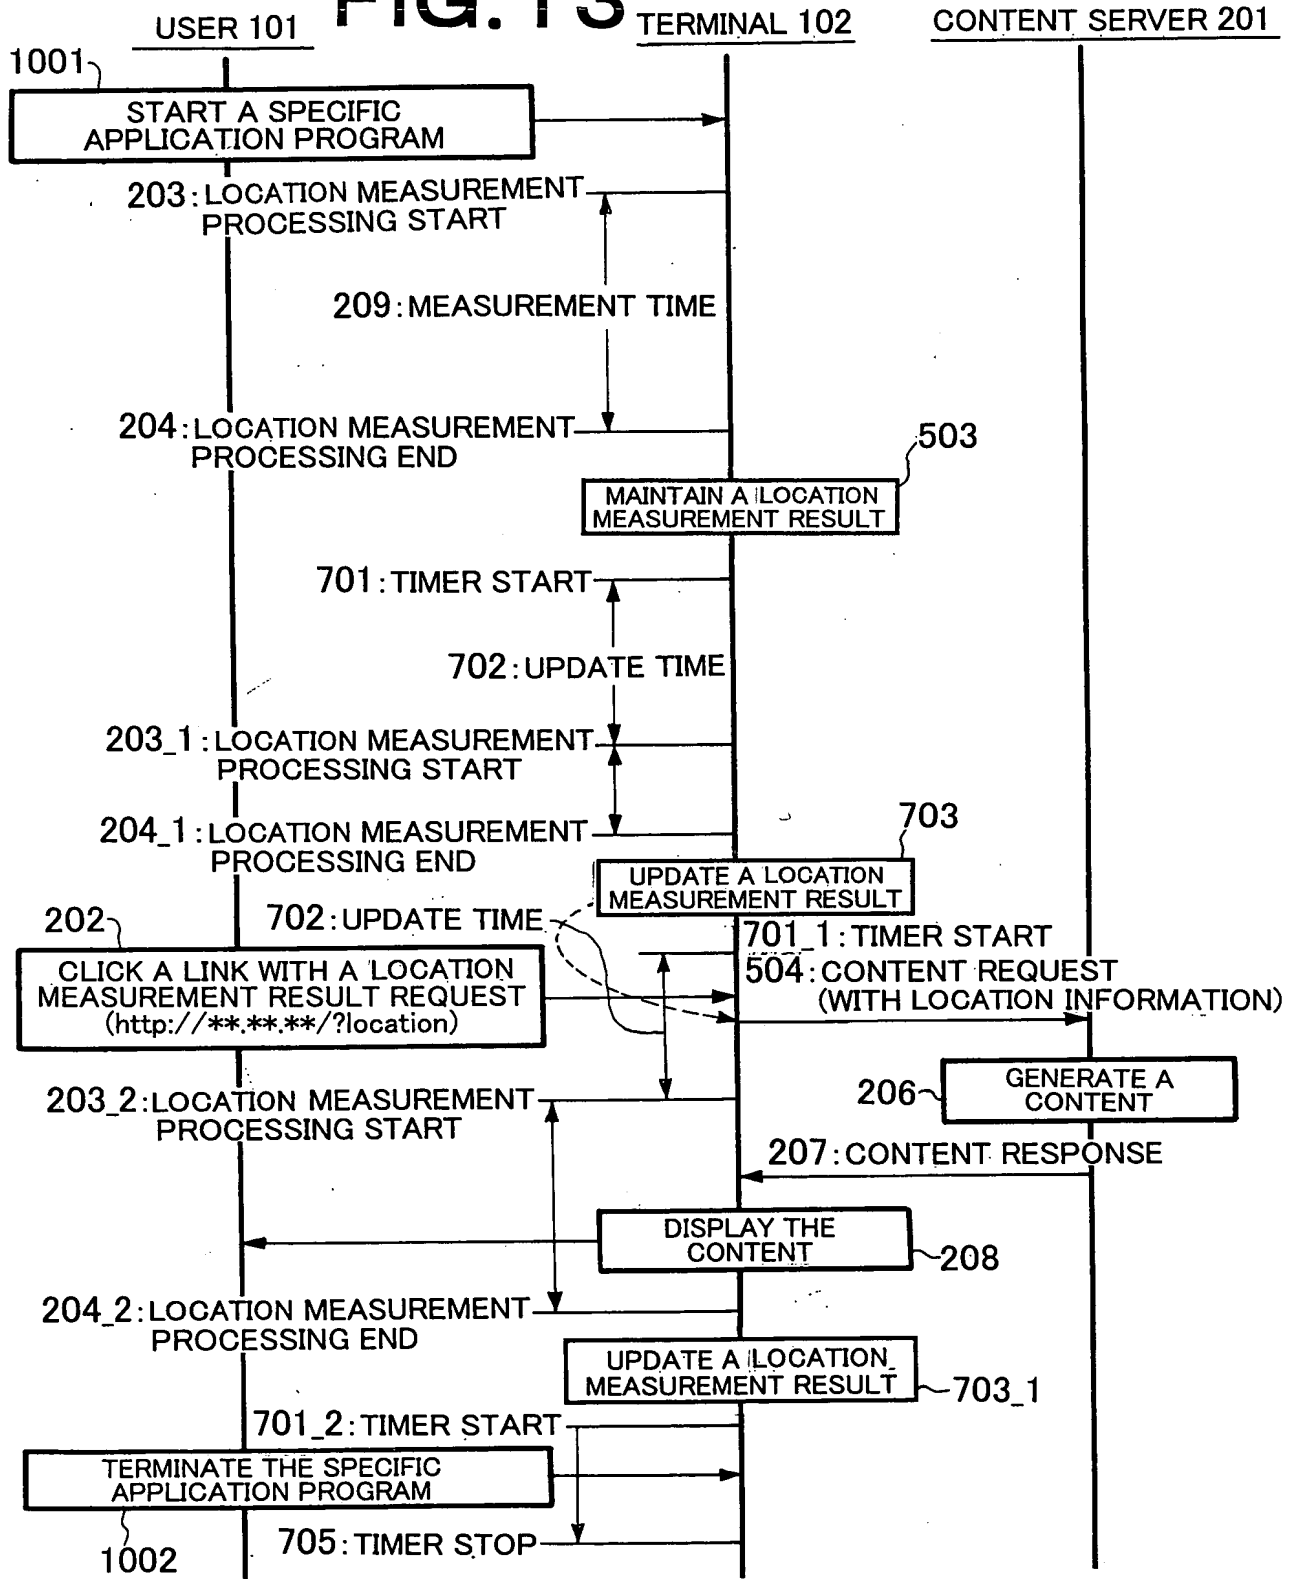 FIG. 13
USER 101
TERMINAL 102
CONTENT SERVER 201
1001
START A SPECIFIC
APPLICATION PROGRAM
203:LOCATION MEASUREMENT
PROCESSING START
209:MEASUREMENT TIME
204:LOCATION MEASUREMENT
PROCESSING END
503
MAINTAIN A LOCATION
MEASUREMENT RESULT
701:TIMER START
702:UPDATE TIME
203_1:LOCATION MEASUREMENT
PROCESSING START
204_1:LOCATION MEASUREMENT
PROCESSING END
703
UPDATE A LOCATION
MEASUREMENT RESULT
702:UPDATE TIME
701_1:TIMER START
202
CLICK A LINK WITH A LOCATION
MEASUREMENT RESULT REQUEST
(http://**.**.**/?location)
504:CONTENT REQUEST
(WITH LOCATION INFORMATION)
206
GENERATE A
CONTENT
203_2:LOCATION MEASUREMENT
PROCESSING START
207:CONTENT RESPONSE
DISPLAY THE
CONTENT
208
204_2:LOCATION MEASUREMENT
PROCESSING END
UPDATE A LOCATION
MEASUREMENT RESULT
703_1
701_2:TIMER START
TERMINATE THE SPECIFIC
APPLICATION PROGRAM
1002
705:TIMER STOP